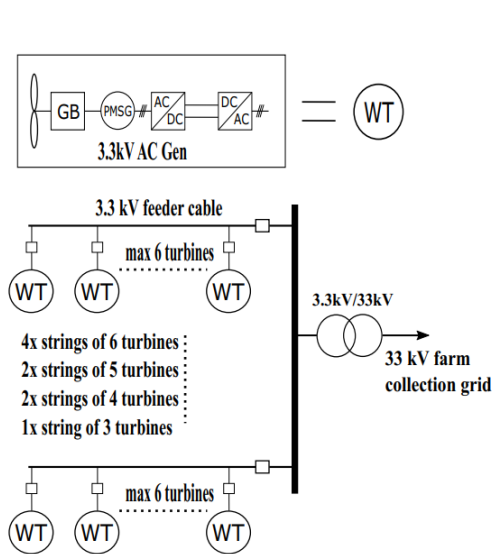 GB
PMSG
AC
DC
DC
AC
WT
3.3kV AC Gen
3.3 kV feeder cable
max 6 turbines
WT
WT
WT
3.3kV/33kV
4x strings of 6 turbines
2x strings of 5 turbines
2x strings of 4 turbines
1x string of 3 turbines
33 kV farm
collection grid
max 6 turbines
WT
WT
WT